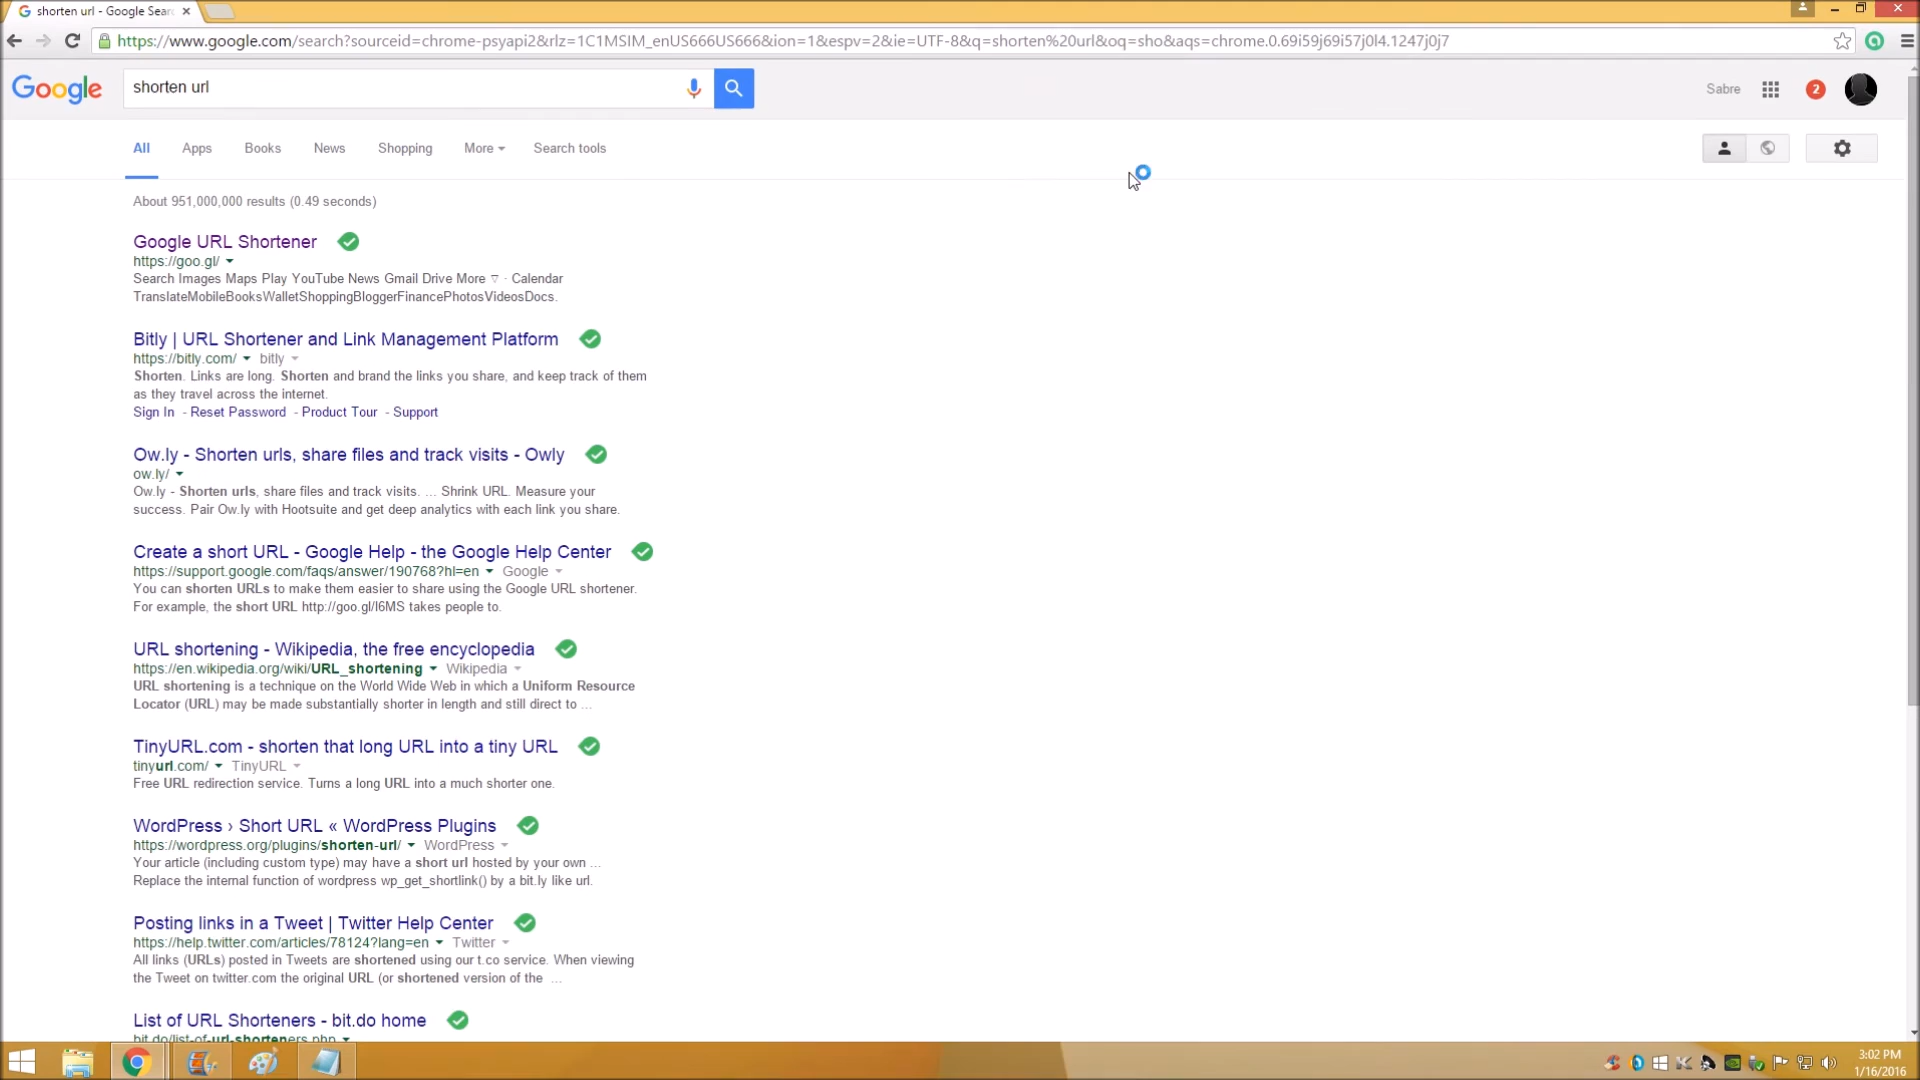 shorten url - Google Sear
https://www.google.com/search?sourceid=chrome-psyapi2&rlz=1C1MSIM_enUS666US666&ion=1&espv=2&ie=UTF-8&q=shorten%20url&oq=sho&aqs=chrome.0.69i59j69i57j0l4.1247j0j7
Google
shorten url
Sabre
2
All Apps Books News Shopping More Search tools
About 951,000,000 results (0.49 seconds)
Google URL Shortener
https://goo.gl/
Search Images Maps Play YouTube News Gmail Drive More ▽ · Calendar
TranslateMobileBooksWalletShoppingBloggerFinancePhotosVideosDocs.
Bitly | URL Shortener and Link Management Platform
https://bitly.com/ bitly
Shorten. Links are long. Shorten and brand the links you share, and keep track of them
as they travel across the internet.
Sign In - Reset Password - Product Tour - Support
Ow.ly - Shorten urls, share files and track visits - Owly
ow.ly/
Ow.ly - Shorten urls, share files and track visits. ... Shrink URL. Measure your
success. Pair Ow.ly with Hootsuite and get deep analytics with each link you share.
Create a short URL - Google Help - the Google Help Center
https://support.google.com/faqs/answer/190768?hl=en Google
You can shorten URLs to make them easier to share using the Google URL shortener.
For example, the short URL http://goo.gl/l6MS takes people to.
URL shortening - Wikipedia, the free encyclopedia
https://en.wikipedia.org/wiki/URL_shortening Wikipedia
URL shortening is a technique on the World Wide Web in which a Uniform Resource
Locator (URL) may be made substantially shorter in length and still direct to ...
TinyURL.com - shorten that long URL into a tiny URL
tinyurl.com/ TinyURL
Free URL redirection service. Turns a long URL into a much shorter one.
WordPress › Short URL « WordPress Plugins
https://wordpress.org/plugins/shorten-url/ WordPress
Your article (including custom type) may have a short url hosted by your own ...
Replace the internal function of wordpress wp_get_shortlink() by a bit.ly like url.
Posting links in a Tweet | Twitter Help Center
https://help.twitter.com/articles/78124?lang=en Twitter
All links (URLs) posted in Tweets are shortened using our t.co service. When viewing
the Tweet on twitter.com the original URL (or shortened version of the ...
List of URL Shorteners - bit.do home
bit.do/list-of-url-shorteners.php
3:02 PM
1/16/2016